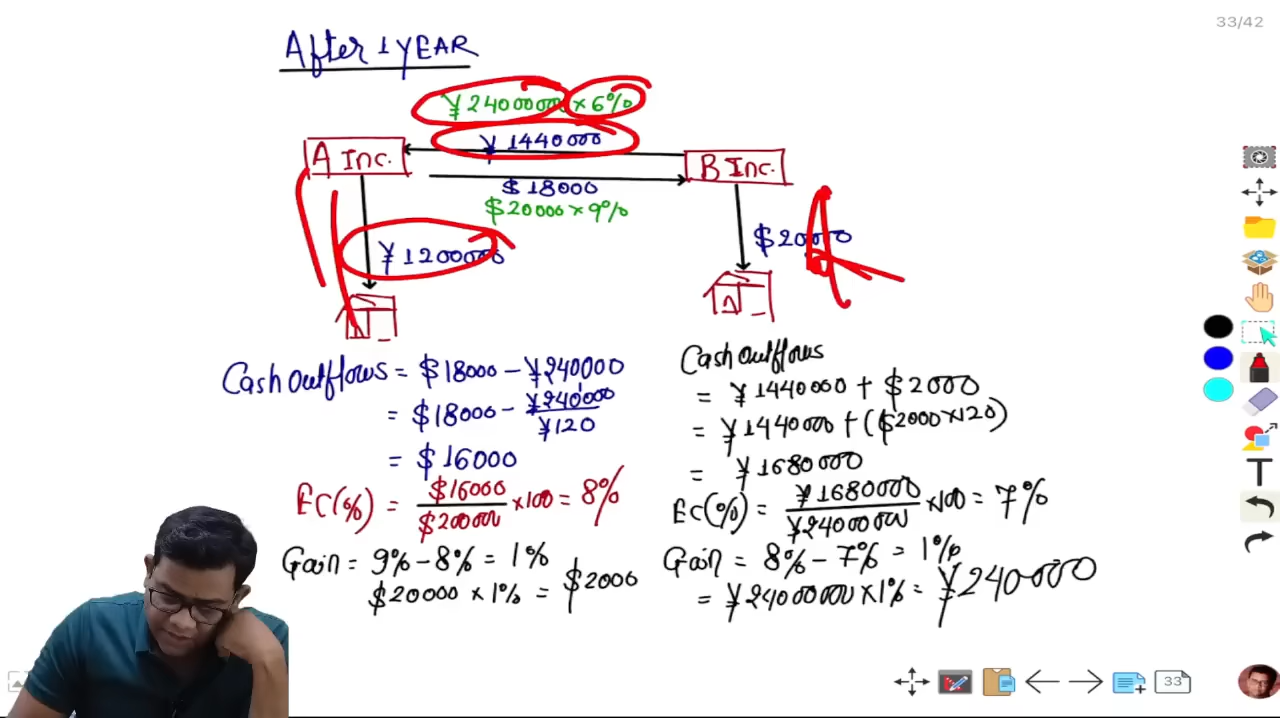 33/42
After 1 YEAR
¥24000000 × 6%
¥ 1440000
A Inc.
B Inc.
$ 18000
$20000 × 9%
¥1200000
$20000
Cash outflows = $18000 - ¥240000
= $18000 - ¥240000
¥120
= $16000
EC(%) = $16000 × 100 = 8%
$200000
Gain = 9% - 8% = 1%
$20000 × 1% = $2000
Cash outflows
= ¥1440000 + $2000
= ¥1440000 + ($2000 × 120)
= ¥1680000
EC(%) = ¥1680000 × 100 = 7%
¥24000000
Gain = 8% - 7% = 1%
= ¥24000000 × 1% = ¥240000
T
33